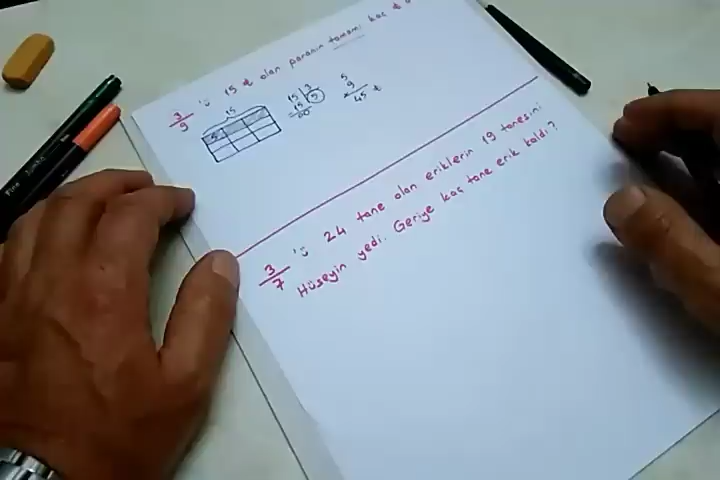 3/9 'ü 15 ₺ olan paranın tamamı kaç ₺
15
5
15 3
15 5
00
5
9
x
45 ₺
3/7 'ü 24 tane olan eriklerin 19 tanesini
Hüseyin yedi. Geriye kaç tane erik kaldı?